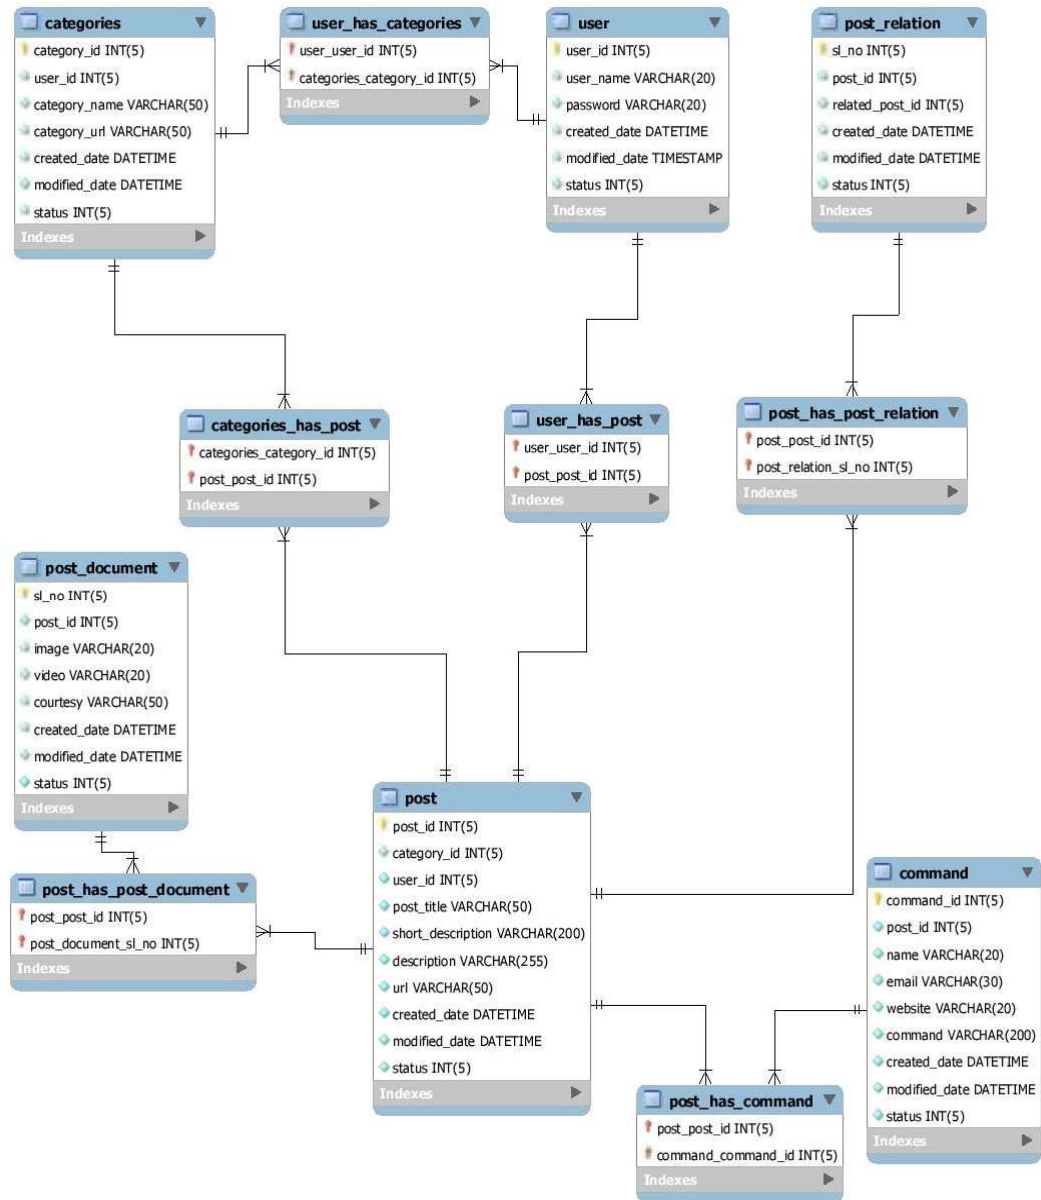 categories
category_id INT(5)
user_id INT(5)
category_name VARCHAR(50)
category_url VARCHAR(50)
created_date DATETIME
modified_date DATETIME
status INT(5)
Indexes
user_has_categories
user_user_id INT(5)
categories_category_id INT(5)
Indexes
user
user_id INT(5)
user_name VARCHAR(20)
password VARCHAR(20)
created_date DATETIME
modified_date TIMESTAMP
status INT(5)
Indexes
post_relation
sl_no INT(5)
post_id INT(5)
related_post_id INT(5)
created_date DATETIME
modified_date DATETIME
status INT(5)
Indexes
categories_has_post
categories_category_id INT(5)
post_post_id INT(5)
Indexes
user_has_post
user_user_id INT(5)
post_post_id INT(5)
Indexes
post_has_post_relation
post_post_id INT(5)
post_relation_sl_no INT(5)
Indexes
post_document
sl_no INT(5)
post_id INT(5)
image VARCHAR(20)
video VARCHAR(20)
courtesy VARCHAR(50)
created_date DATETIME
modified_date DATETIME
status INT(5)
Indexes
post_has_post_document
post_post_id INT(5)
post_document_sl_no INT(5)
Indexes
post
post_id INT(5)
category_id INT(5)
user_id INT(5)
post_title VARCHAR(50)
short_description VARCHAR(200)
description VARCHAR(255)
url VARCHAR(50)
created_date DATETIME
modified_date DATETIME
status INT(5)
Indexes
command
command_id INT(5)
post_id INT(5)
name VARCHAR(20)
email VARCHAR(30)
website VARCHAR(20)
command VARCHAR(200)
created_date DATETIME
modified_date DATETIME
status INT(5)
Indexes
post_has_command
post_post_id INT(5)
command_command_id INT(5)
Indexes